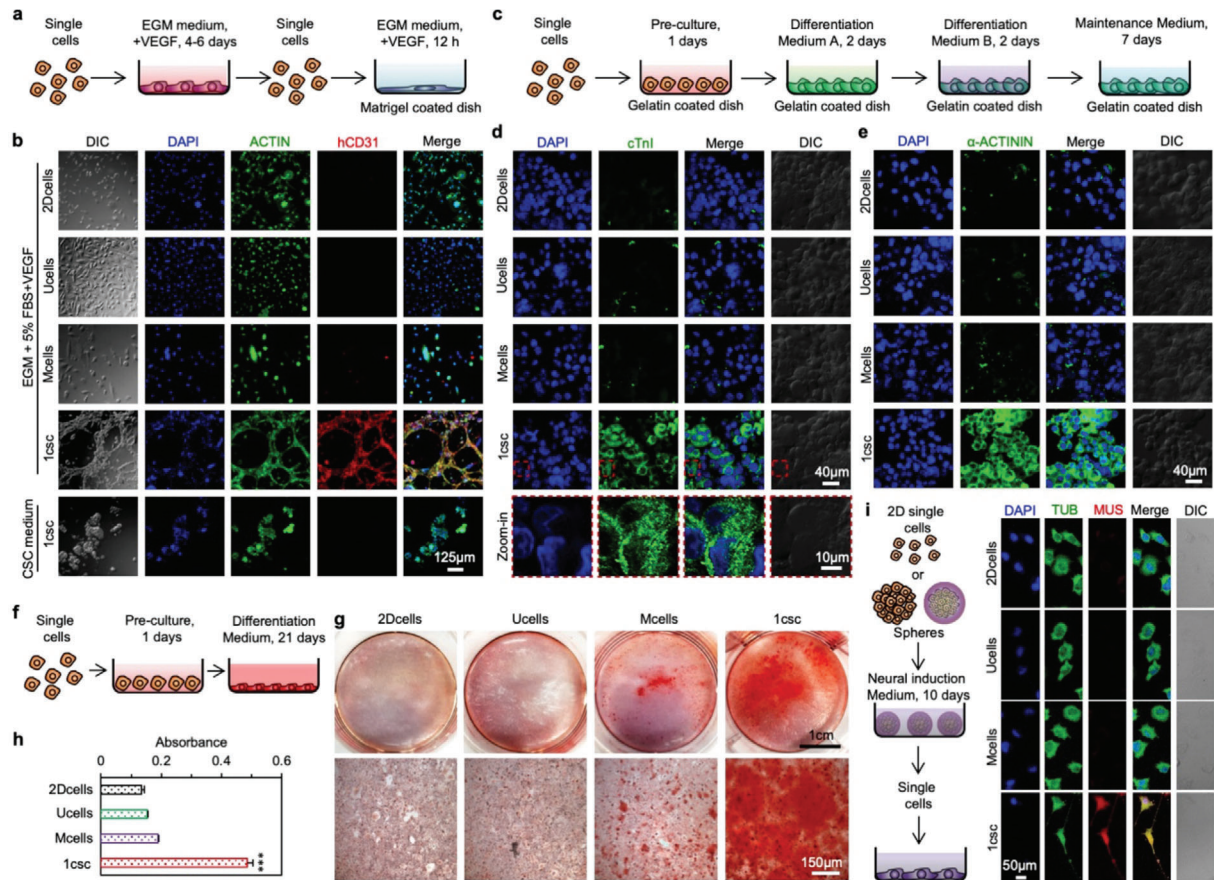 a
Single
cells
EGM medium,
+VEGF, 4-6 days
Single
cells
EGM medium,
+VEGF, 12 h
Matrigel coated dish
c
Single
cells
Pre-culture,
1 days
Gelatin coated dish
Differentiation
Medium A, 2 days
Gelatin coated dish
Differentiation
Medium B, 2 days
Gelatin coated dish
Maintenance Medium,
7 days
Gelatin coated dish
b
DIC DAPI ACTIN hCD31 Merge
EGM + 5% FBS+VEGF
2Dcells
Ucells
Mcells
1csc
CSC medium
1csc
125μm
d
DAPI cTnI Merge DIC
2Dcells
Ucells
Mcells
1csc
40μm
Zoom-in
10μm
e
DAPI α-ACTININ Merge DIC
2Dcells
Ucells
Mcells
1csc
40μm
f
Single
cells
Pre-culture,
1 days
Differentiation
Medium, 21 days
g
2Dcells Ucells Mcells 1csc
1cm
150μm
h
Absorbance
0 0.2 0.4 0.6
2Dcells
Ucells
Mcells
1csc
***
i
2D single
cells
or
Spheres
Neural induction
Medium, 10 days
Single
cells
DAPI TUB MUS Merge DIC
2Dcells
Ucells
Mcells
1csc
50μm